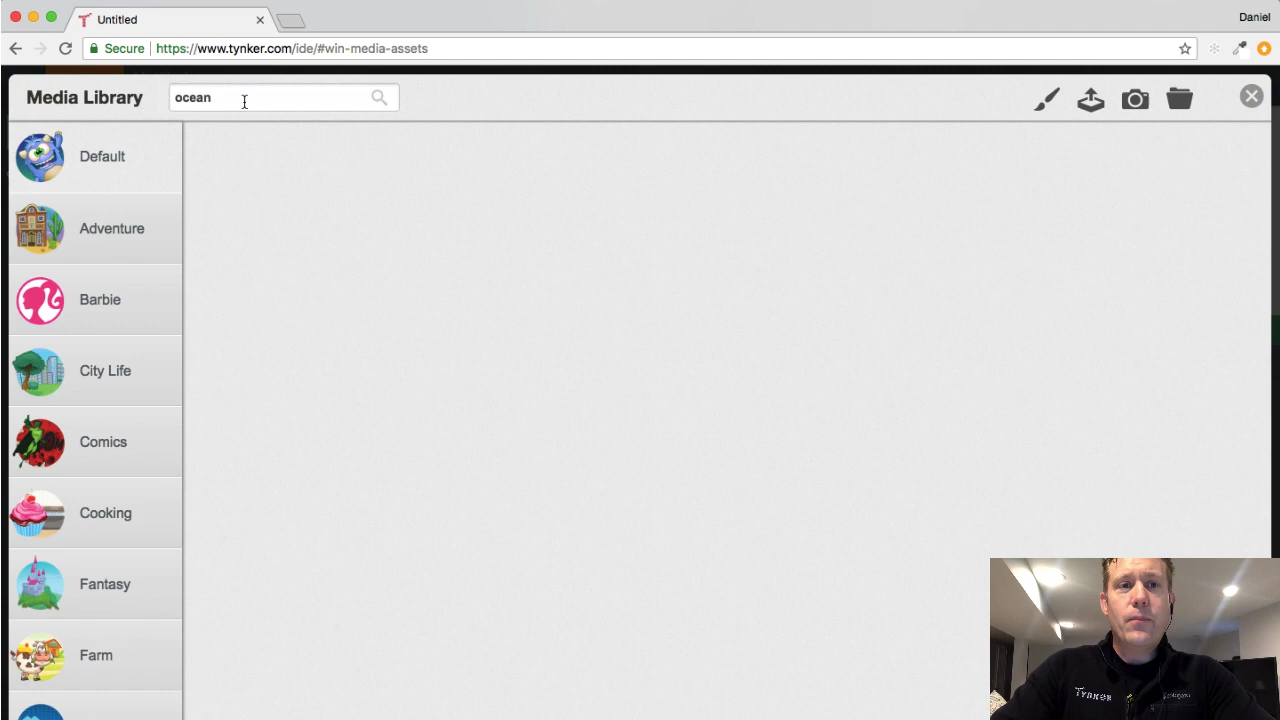 Untitled
Daniel
Secure https://www.tynker.com/ide/#win-media-assets
Media Library
ocean
Default
Adventure
Barbie
City Life
Comics
Cooking
Fantasy
Farm
TYNKER